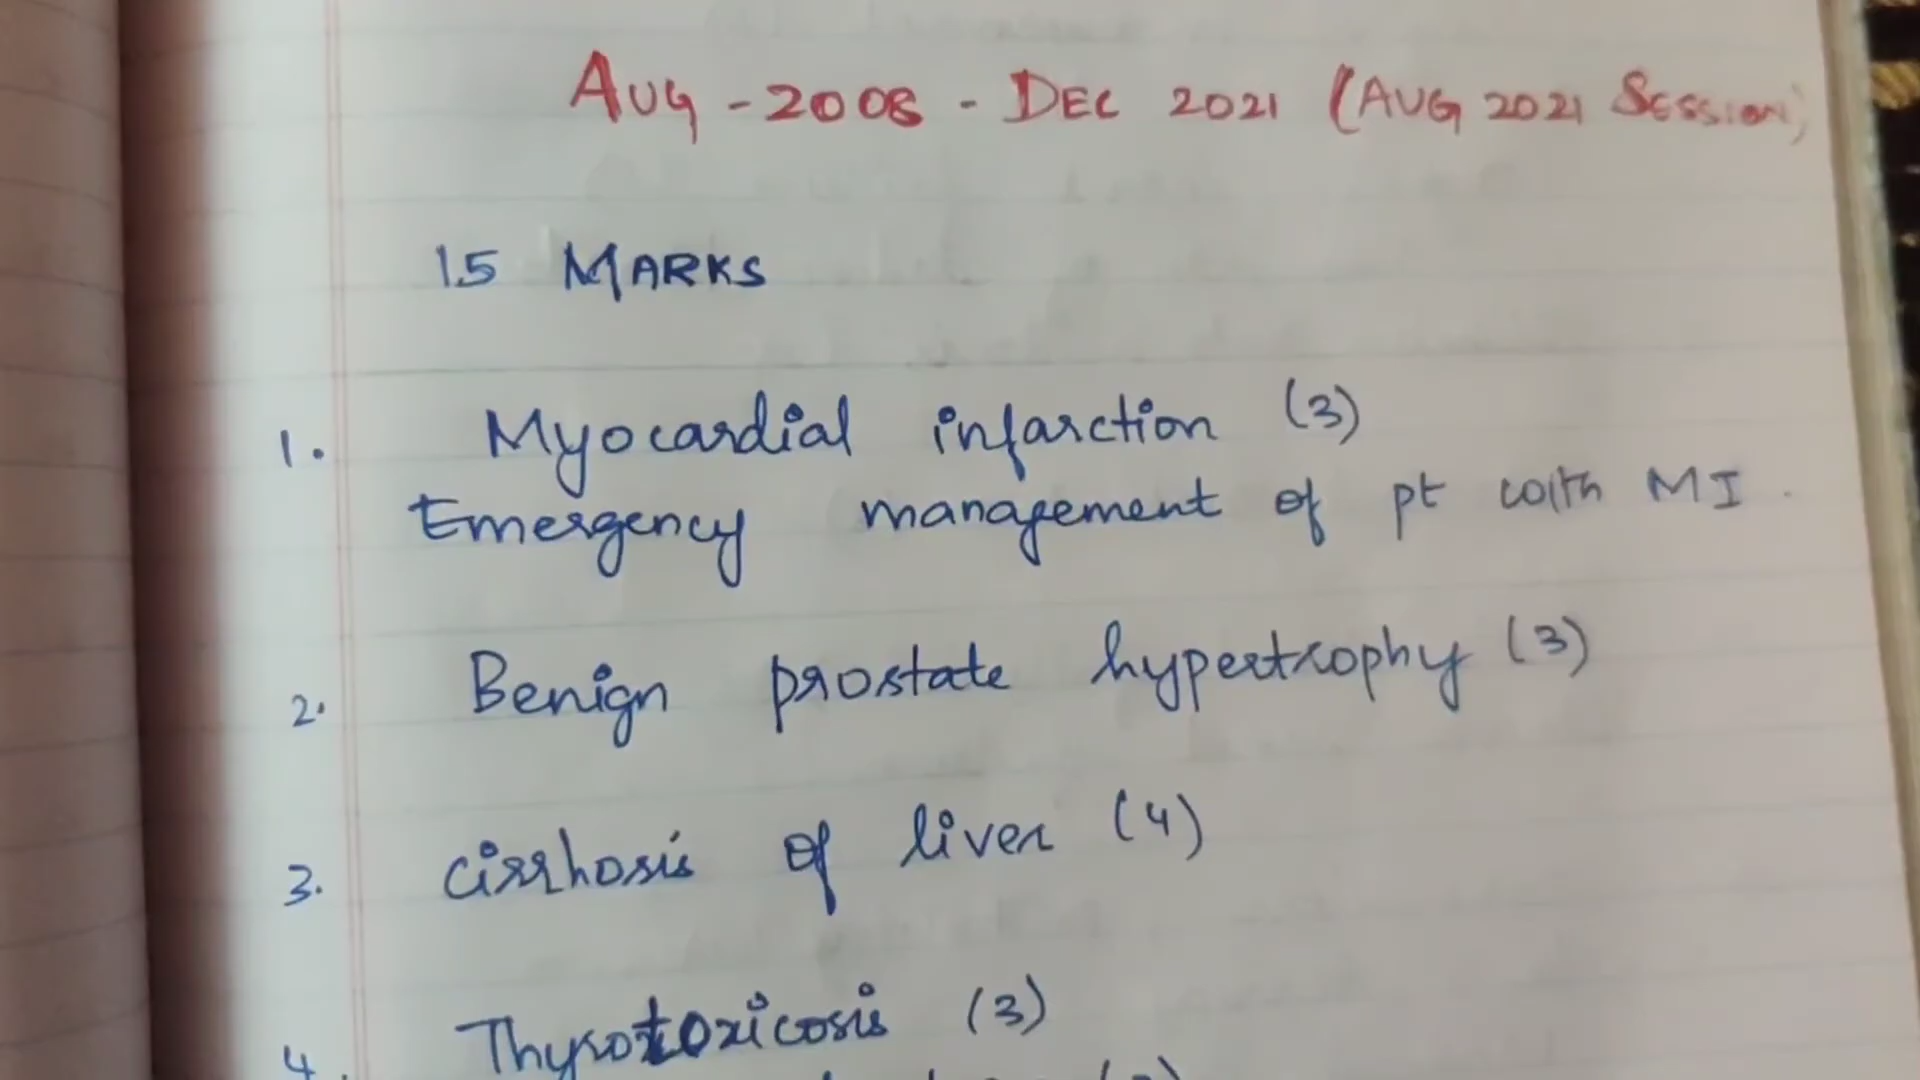 AUG - 2008 - DEC 2021 (AUG 2021 SESSION)
15 MARKS
1. Myocardial infarction (3)
Emergency management of pt with MI.
2. Benign prostate hypertrophy (3)
3. cirrhosis of liver (4)
4. Thyrotoxicosis (3)